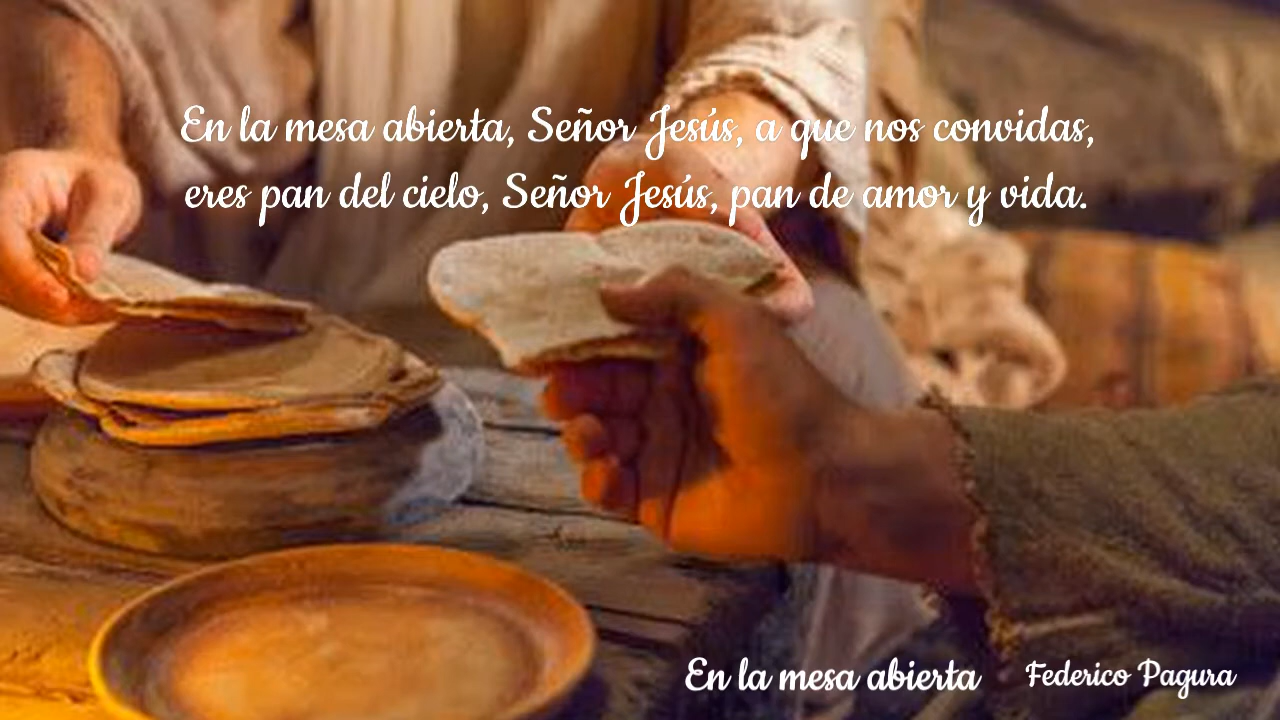 En la mesa abierta, Señor Jesús, a que nos convidas,
eres pan del cielo, Señor Jesús, pan de amor y vida.
En la mesa abierta Federico Pagura